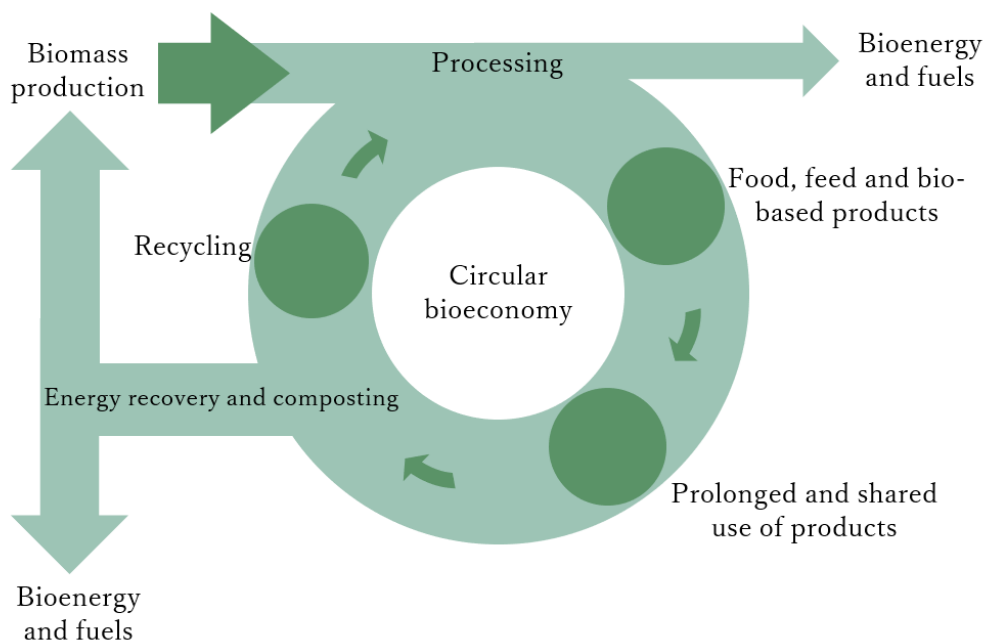 Biomass
production
Processing
Bioenergy
and fuels
Food, feed and bio-
based products
Recycling
Circular
bioeconomy
Energy recovery and composting
Prolonged and shared
use of products
Bioenergy
and fuels